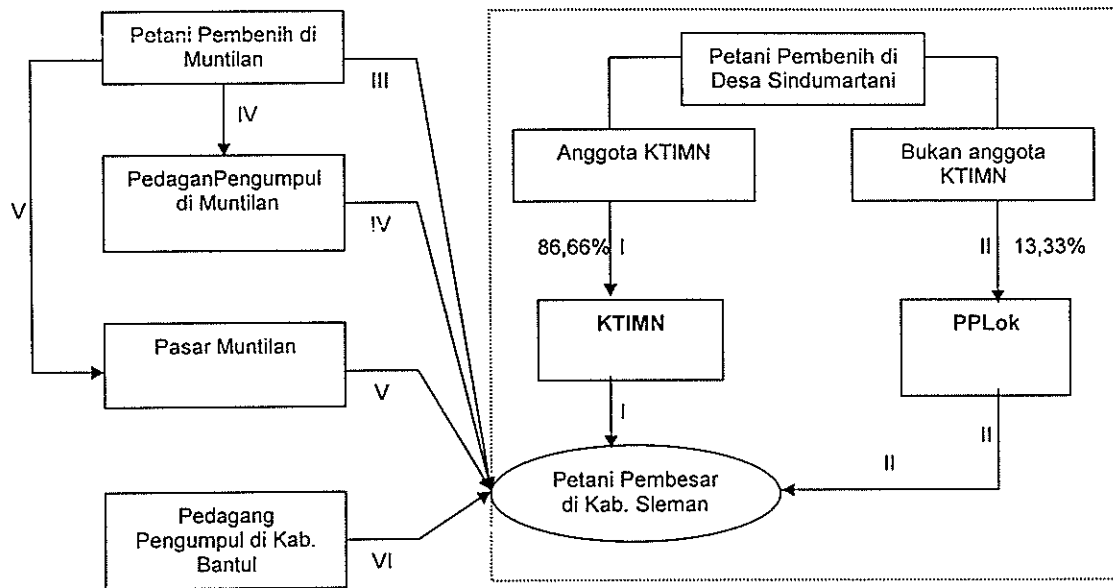 Petani Pembenih di
Muntilan
III
IV
V
PedaganPengumpul
di Muntilan
IV
Pasar Muntilan
V
Pedagang
Pengumpul di Kab.
Bantul
VI
Petani Pembenih di
Desa Sindumartani
Anggota KTIMN
Bukan anggota
KTIMN
86,66%
I
II
13,33%
KTIMN
PPLok
I
II
II
Petani Pembesar
di Kab. Sleman